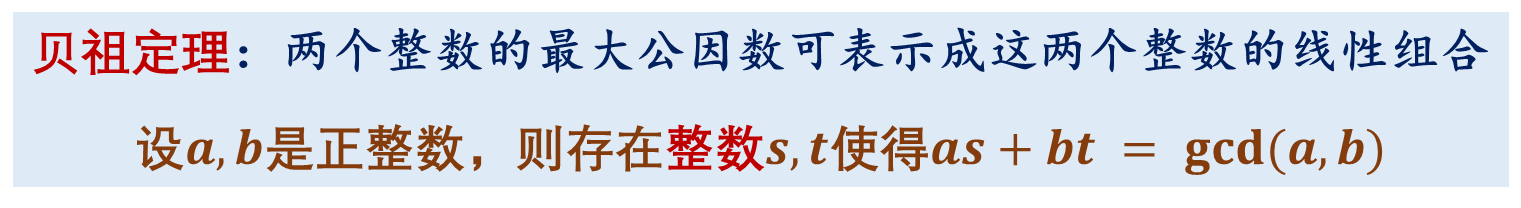 贝祖定理：两个整数的最大公因数可表示成这两个整数的线性组合
设a,b是正整数，则存在整数s,t使得as + bt = gcd(a,b)